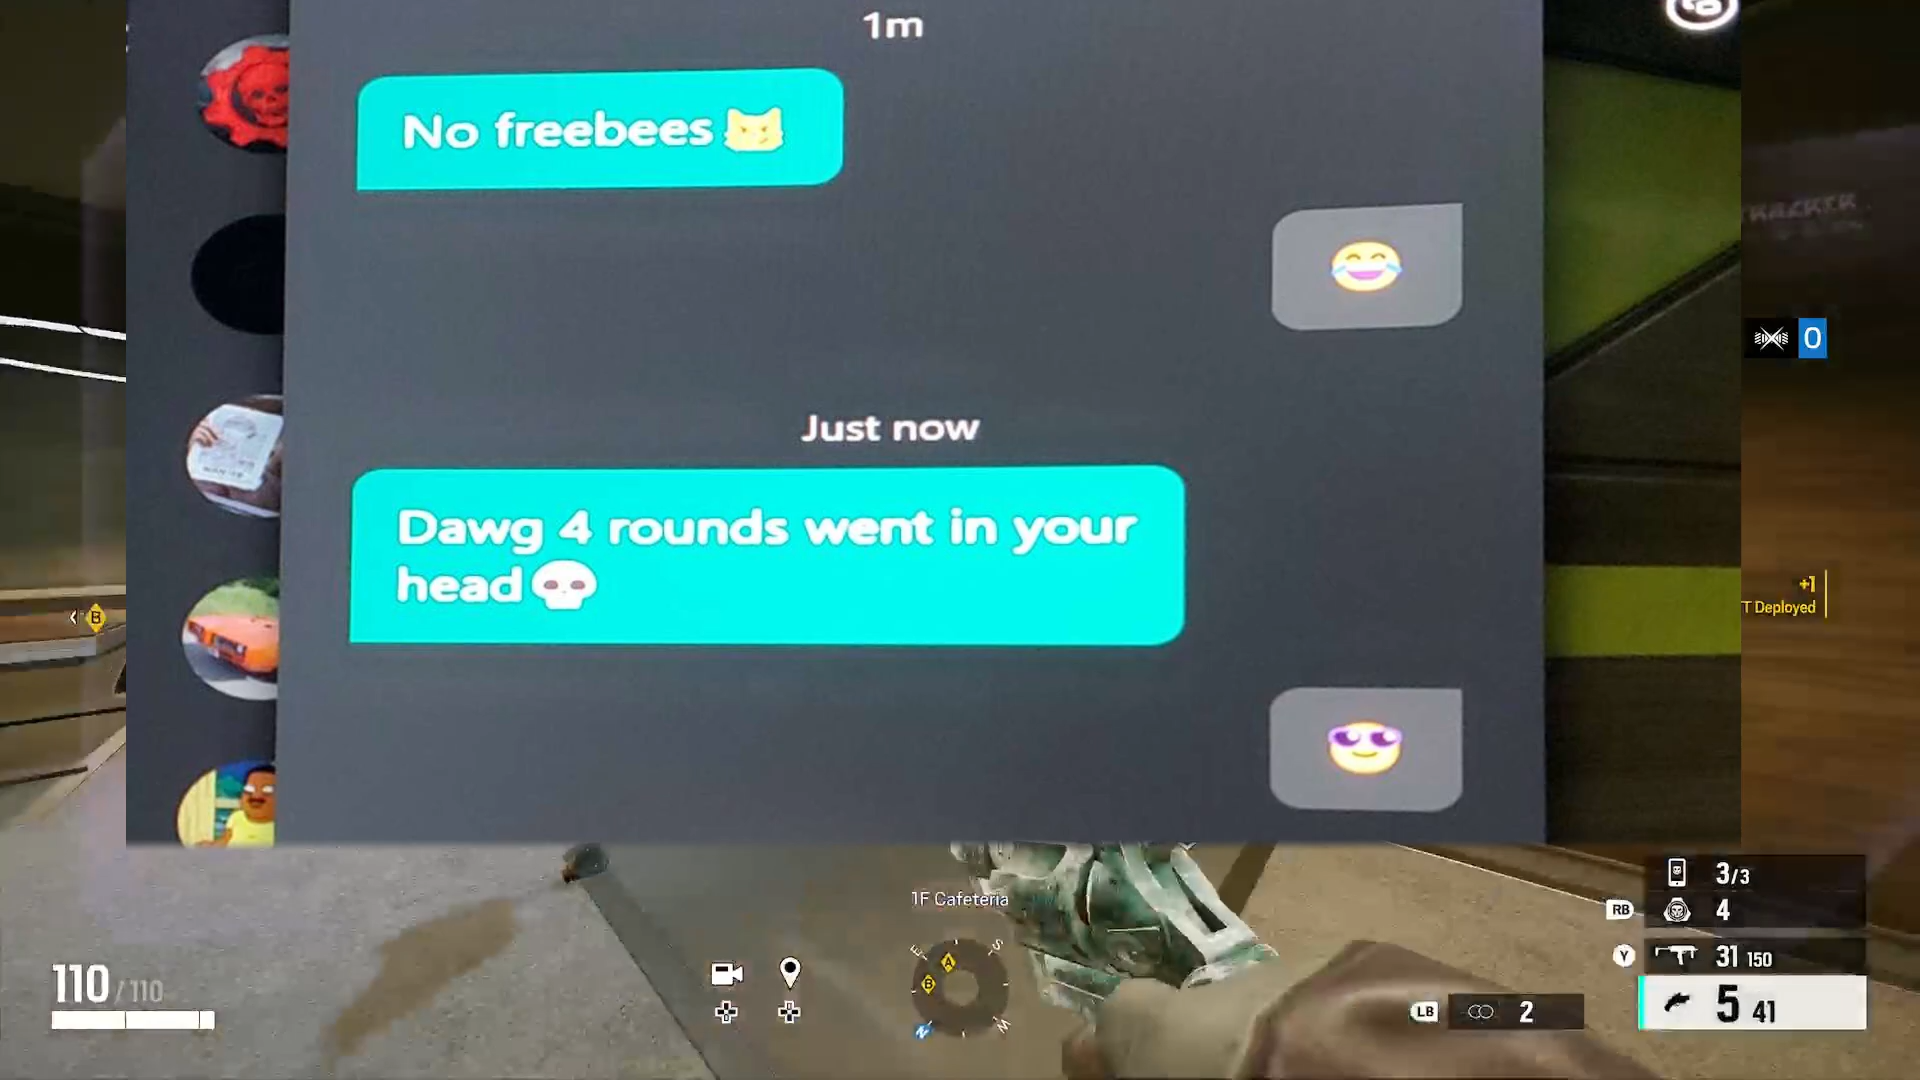 1m
No freebees😼
😂
Just now
Dawg 4 rounds went in your
head💀
😎
0
+1
T Deployed
B
1F Cafeteria
E
S
A
B
N
W
110 / 110
3/3
RB 4
Y 31 150
LB 2
5 41